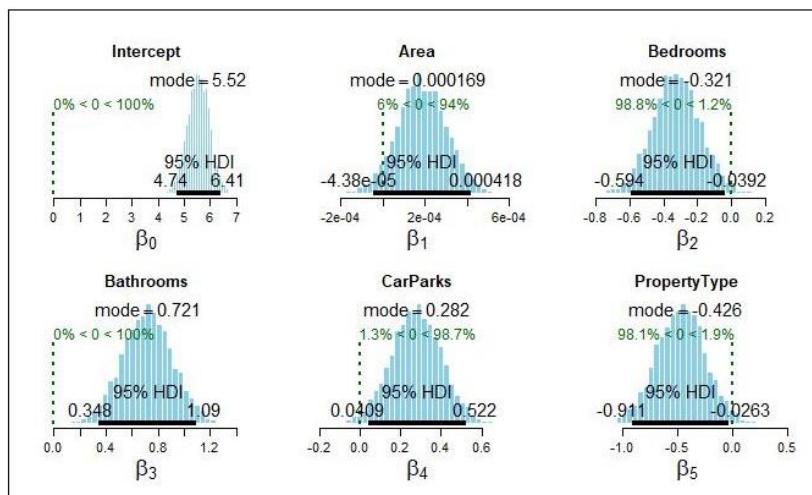 Intercept
mode = 5.52
0% < 0 < 100%
95% HDI
4.74 6.41
0 1 2 3 4 5 6 7
β0
Area
mode = 0.000169
6% < 0 < 94%
95% HDI
-4.38e-05 0.000418
-2e-04 2e-04 6e-04
β1
Bedrooms
mode = -0.321
98.8% < 0 < 1.2%
95% HDI
-0.594 -0.0392
-0.8 -0.6 -0.4 -0.2 0.0 0.2
β2
Bathrooms
mode = 0.721
0% < 0 < 100%
95% HDI
0.348 1.09
0.0 0.4 0.8 1.2
β3
CarParks
mode = 0.282
1.3% < 0 < 98.7%
95% HDI
0.0409 0.522
-0.2 0.0 0.2 0.4 0.6
β4
PropertyType
mode = -0.426
98.1% < 0 < 1.9%
95% HDI
-0.911 -0.0263
-1.0 -0.5 0.0 0.5
β5